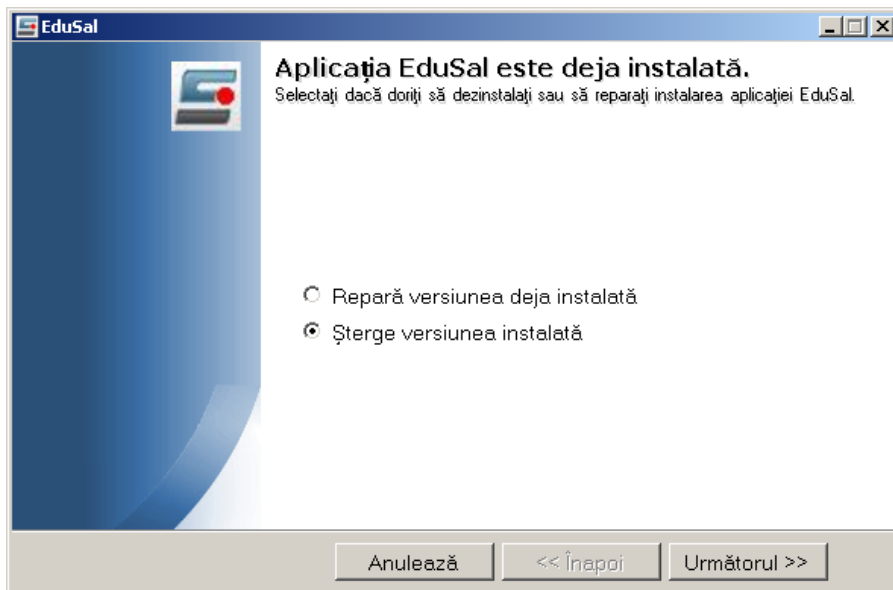 EduSal
Aplicația EduSal este deja instalată.
Selectați dacă doriți să dezinstalați sau să reparați instalarea aplicației EduSal.
Repară versiunea deja instalată
Șterge versiunea instalată
Anulează
<< Înapoi
Următorul >>